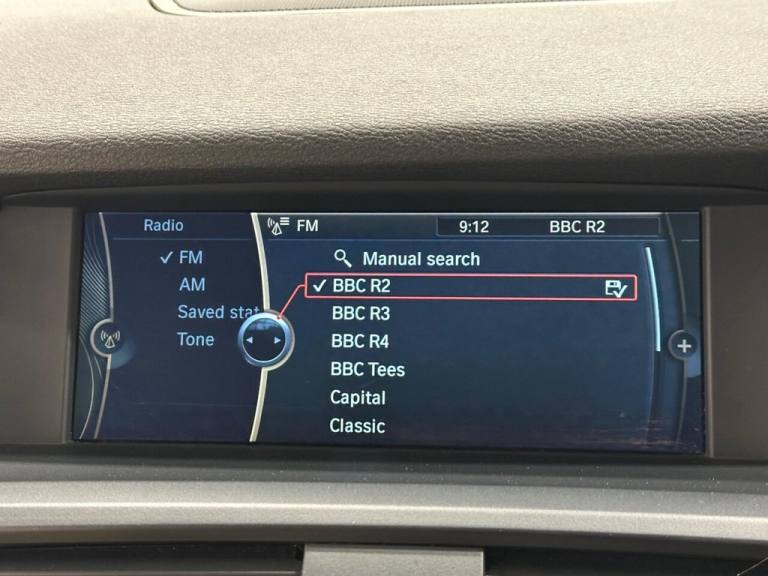 Radio
FM 9:12 BBC R2
✓ FM
AM
Saved stat
Tone
Manual search
✓ BBC R2
BBC R3
BBC R4
BBC Tees
Capital
Classic